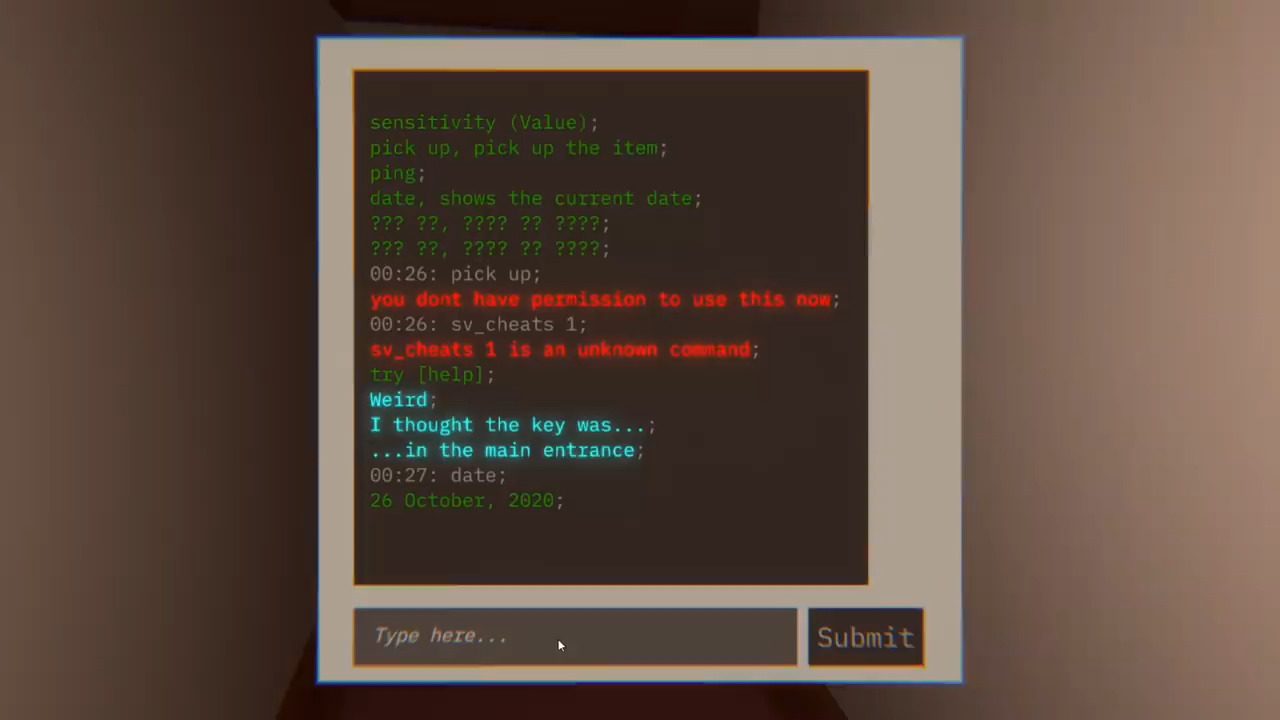 sensitivity (Value);
pick up, pick up the item;
ping;
date, shows the current date;
??? ??, ???? ?? ????;
??? ??, ???? ?? ????;
00:26: pick up;
you dont have permission to use this now;
00:26: sv_cheats 1;
sv_cheats 1 is an unknown command;
try [help];
Weird;
I thought the key was...;
...in the main entrance;
00:27: date;
26 October, 2020;
Type here...
Submit